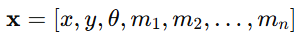 x = [x, y, θ, m₁, m₂, . . . , mₙ]